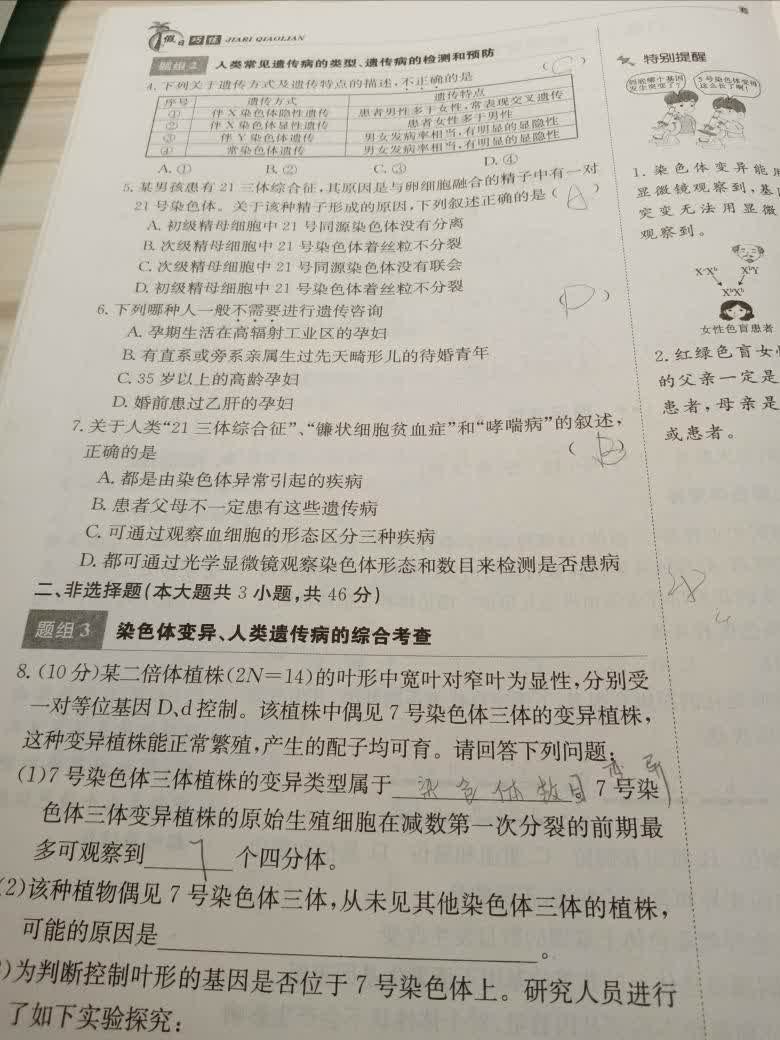 假日巧练 JIARI QIAOLIAN
题组2 人类常见遗传病的类型、遗传病的检测和预防
4. 下列关于遗传方式及遗传特点的描述,不正确的是 ( C )
序号 遗传方式 遗传特点
① 伴X染色体隐性遗传 患者男性多于女性,常表现交叉遗传
② 伴X染色体显性遗传 患者女性多于男性
③ 伴Y染色体遗传 男女发病率相当,有明显的显隐性
④ 常染色体遗传 男女发病率相当,有明显的显隐性
A. ① B. ② C. ③ D. ④
5. 某男孩患有21三体综合征,其原因是与卵细胞融合的精子中有一对
21号染色体。关于该种精子形成的原因,下列叙述正确的是 ( A )
A. 初级精母细胞中21号同源染色体没有分离
B. 次级精母细胞中21号染色体着丝粒不分裂
C. 次级精母细胞中21号同源染色体没有联会
D. 初级精母细胞中21号染色体着丝粒不分裂
6. 下列哪种人一般不需要进行遗传咨询 ( D )
A. 孕期生活在高辐射工业区的孕妇
B. 有直系或旁系亲属生过先天畸形儿的待婚青年
C. 35岁以上的高龄孕妇
D. 婚前患过乙肝的孕妇
7. 关于人类“21三体综合征”、“镰状细胞贫血症”和“哮喘病”的叙述,
正确的是 ( B )
A. 都是由染色体异常引起的疾病
B. 患者父母不一定患有这些遗传病
C. 可通过观察血细胞的形态区分三种疾病
D. 都可通过光学显微镜观察染色体形态和数目来检测是否患病
二、非选择题(本大题共3小题,共46分)
题组3 染色体变异、人类遗传病的综合考查
8. (10分)某二倍体植株(2N=14)的叶形中宽叶对窄叶为显性,分别受
一对等位基因D、d控制。该植株中偶见7号染色体三体的变异植株,
这种变异植株能正常繁殖,产生的配子均可育。请回答下列问题:
(1)7号染色体三体植株的变异类型属于 染色体数目变异 7号染
色体三体变异植株的原始生殖细胞在减数第一次分裂的前期最
多可观察到 7 个四分体。
(2)该种植物偶见7号染色体三体,从未见其他染色体三体的植株,
可能的原因是 。
)为判断控制叶形的基因是否位于7号染色体上。研究人员进行
了如下实验探究:
特别提醒
到底哪个基因
发生突变了?
5号染色体变得
这么长了啊!
1. 染色体变异能用
显微镜观察到,基
突变无法用显微
观察到。
XᵇY
XᵇXᵇ
女性色盲患者
2. 红绿色盲女
的父亲一定是
患者,母亲是
或患者。